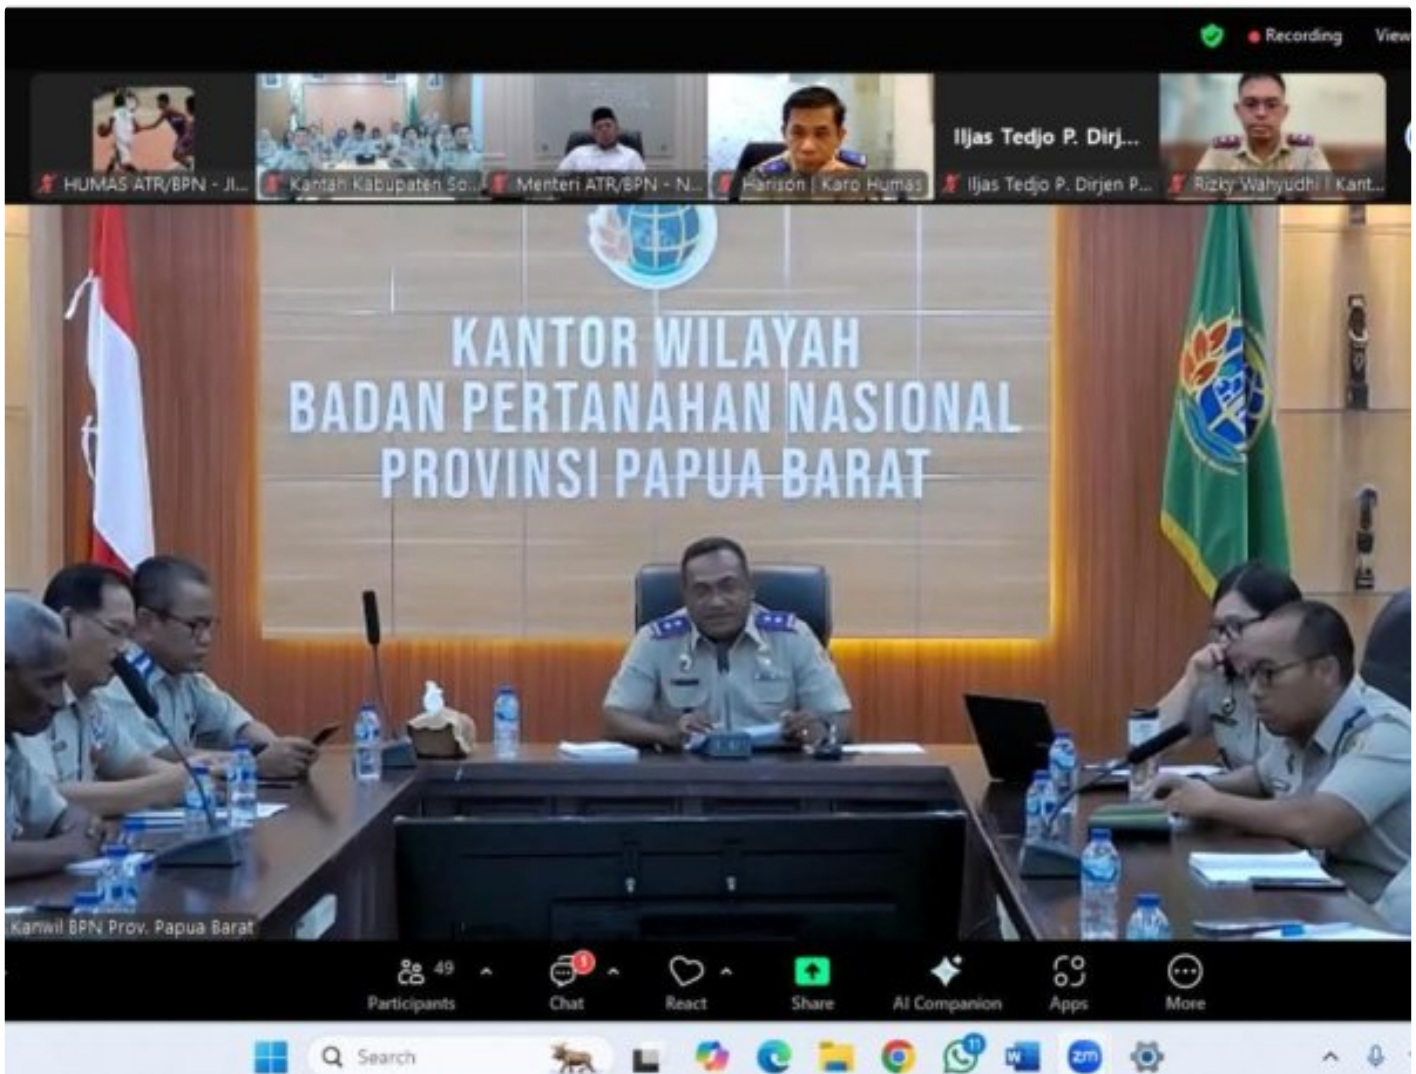 Recording
View
HUMAS ATR/BPN - JI...
Kantah Kabupaten So...
Menteri ATR/BPN - N...
Harison | Karo Humas
Iljas Tedjo P. Dirj...
Iljas Tedjo P. Dirjen P...
Rizky Wahyudhi | Kant...
KANTOR WILAYAH
BADAN PERTANAHAN NASIONAL
PROVINSI PAPUA BARAT
Kanwil BPN Prov. Papua Barat
49
Participants
Chat
React
Share
AI Companion
Apps
More
Search
11
zm